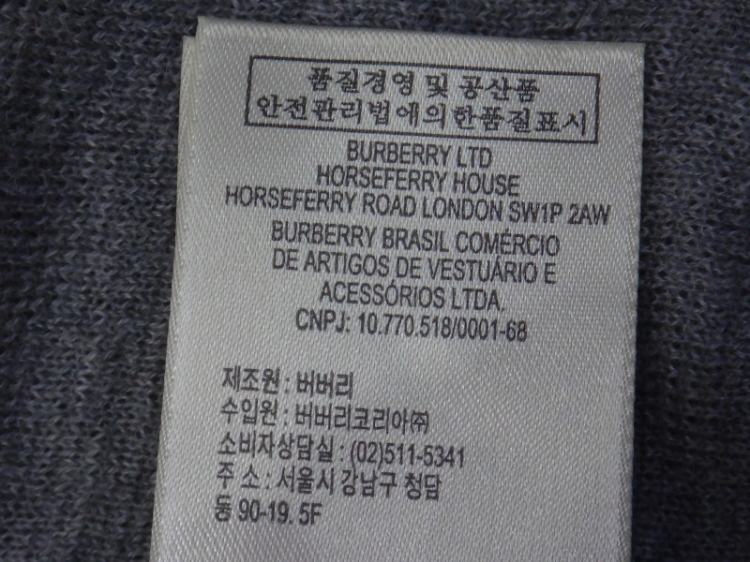 품질경영 및 공산품
안전관리법에의한품질표시
BURBERRY LTD
HORSEFERRY HOUSE
HORSEFERRY ROAD LONDON SW1P 2AW
BURBERRY BRASIL COMÉRCIO
DE ARTIGOS DE VESTUÁRIO E
ACESSÓRIOS LTDA.
CNPJ: 10.770.518/0001-68
제조원 : 버버리
수입원 : 버버리코리아㈜
소비자상담실 : (02)511-5341
주 소 : 서울시 강남구 청담
동 90-19. 5F